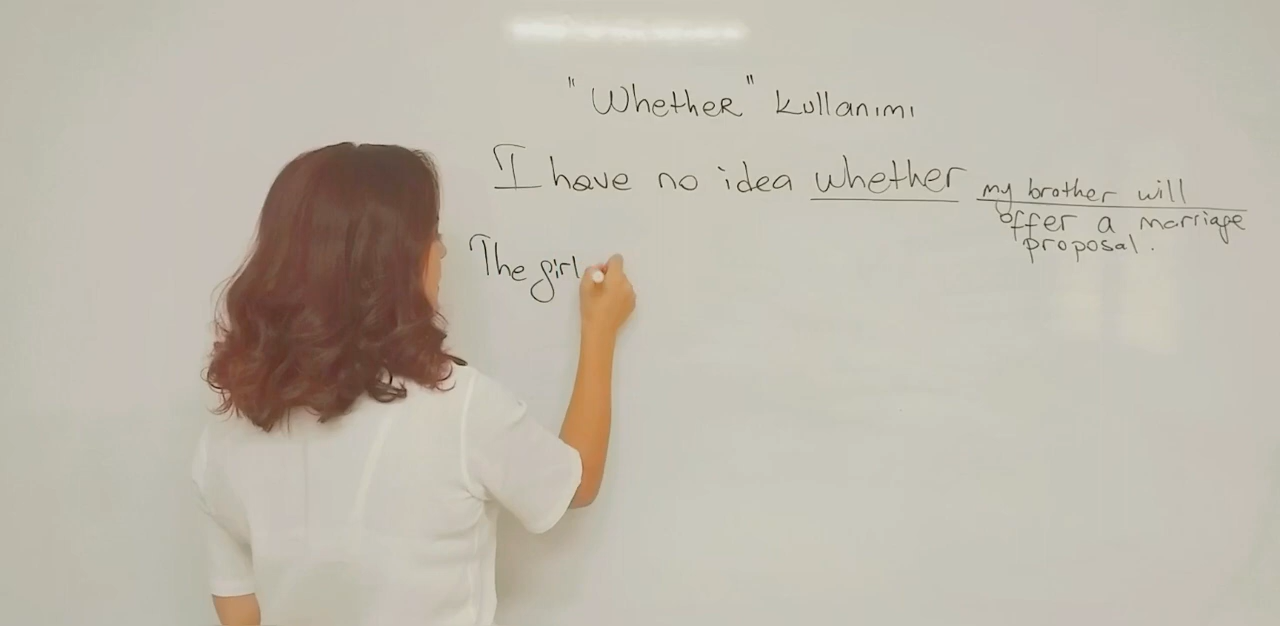 "Whether" kullanımı
I have no idea whether my brother will
offer a marriage
proposal.
The girl